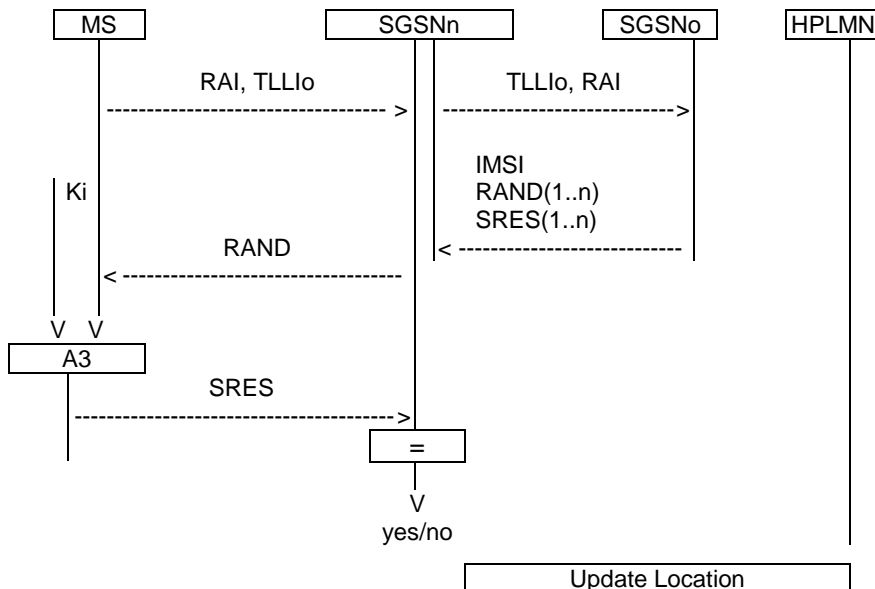 MS SGSNn SGSNo HPLMN
RAI, TLLIo TLLIo, RAI
------------------------------- > --------------------------- >
IMSI
Ki RAND(1..n)
SRES(1..n)
RAND < -------------------------
< -------------------------------
V V
A3
SRES
----------------------------------->
=
V
yes/no
Update Location